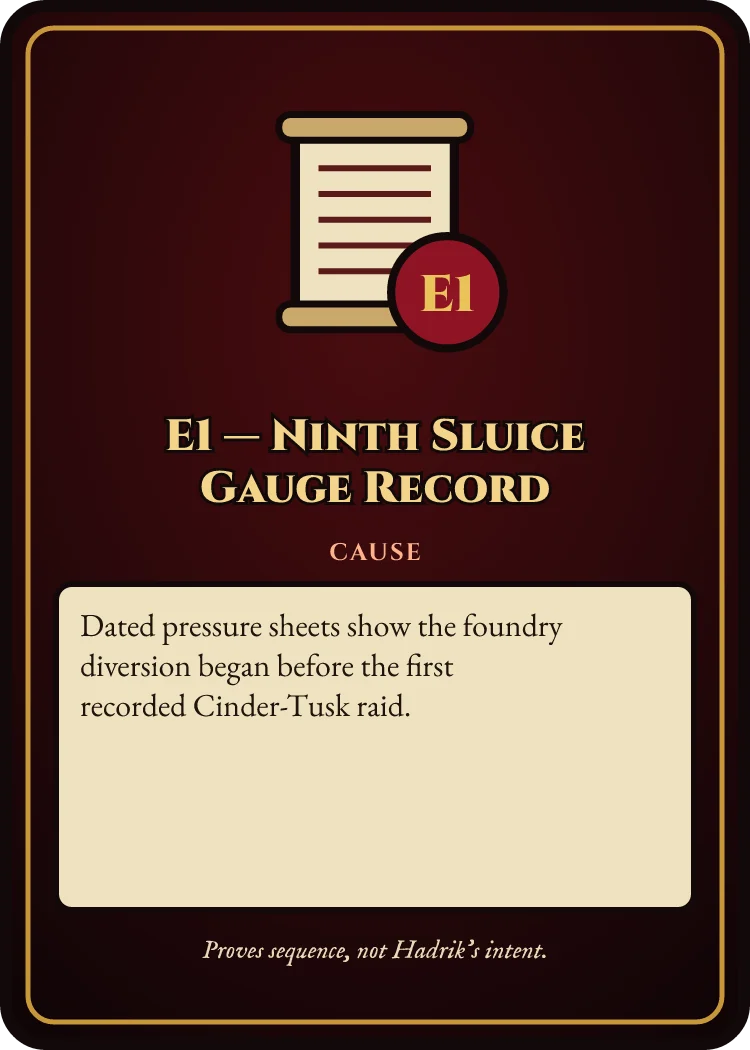 E1
E1 — Ninth Sluice
Gauge Record
CAUSE
Dated pressure sheets show the foundry
diversion began before the first
recorded Cinder-Tusk raid.
Proves sequence, not Hadrik’s intent.